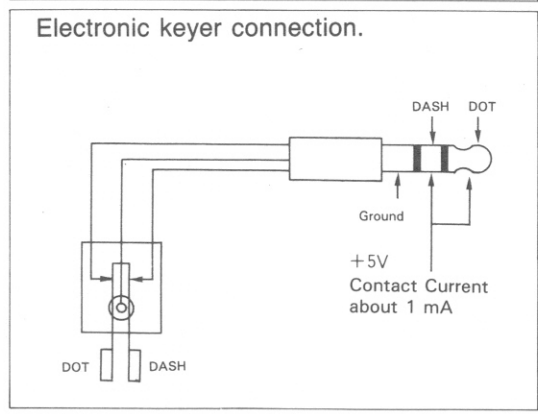 Electronic keyer connection.
DASH DOT
Ground
+5V
Contact Current
about 1 mA
DOT DASH